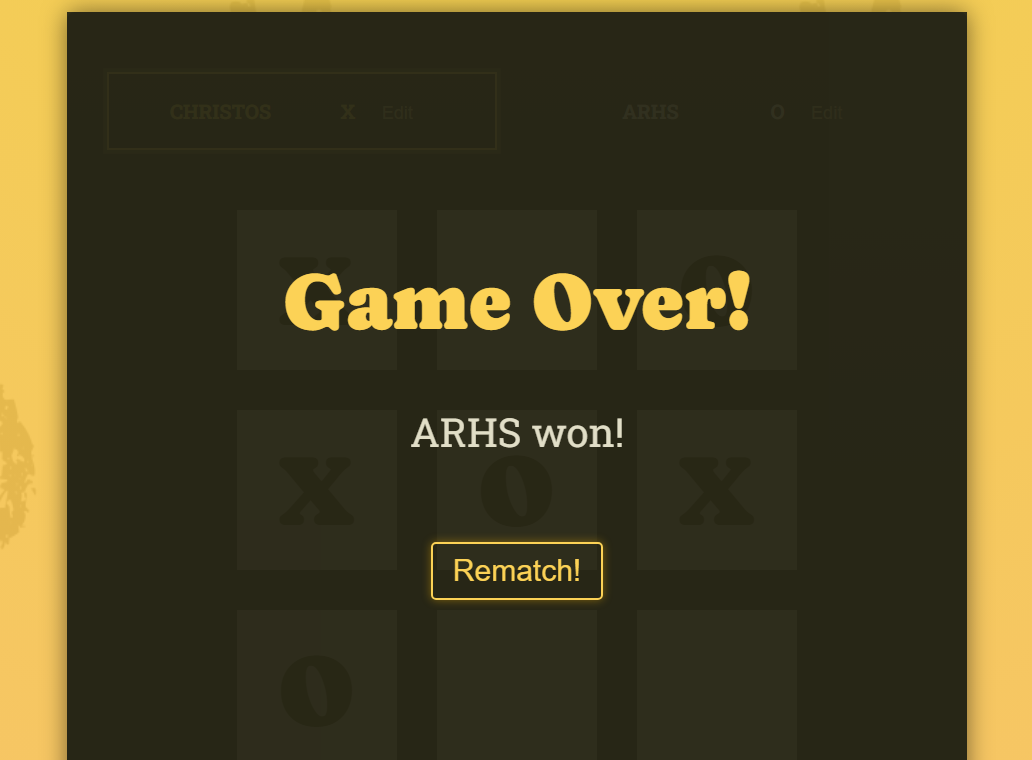 CHRISTOS X Edit ARHS O Edit
X O
Game Over!
ARHS won!
X O X
Rematch!
O